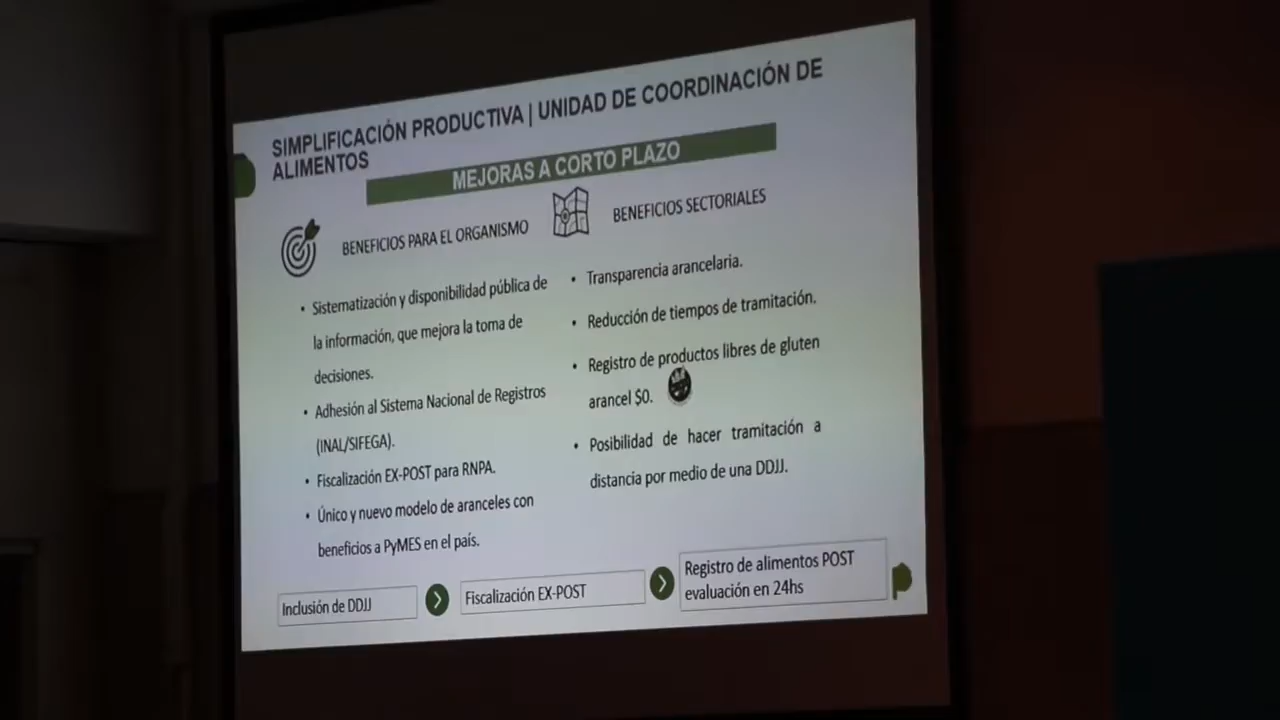 SIMPLIFICACIÓN PRODUCTIVA | UNIDAD DE COORDINACIÓN DE
ALIMENTOS
MEJORAS A CORTO PLAZO
BENEFICIOS PARA EL ORGANISMO
• Sistematización y disponibilidad pública de
la información, que mejora la toma de
decisiones.
• Adhesión al Sistema Nacional de Registros
(INAL/SIFEGA).
• Fiscalización EX-POST para RNPA.
• Único y nuevo modelo de aranceles con
beneficios a PyMES en el país.
BENEFICIOS SECTORIALES
• Transparencia arancelaria.
• Reducción de tiempos de tramitación.
• Registro de productos libres de gluten
arancel $0.
• Posibilidad de hacer tramitación a
distancia por medio de una DDJJ.
Inclusión de DDJJ
Fiscalización EX-POST
Registro de alimentos POST
evaluación en 24hs